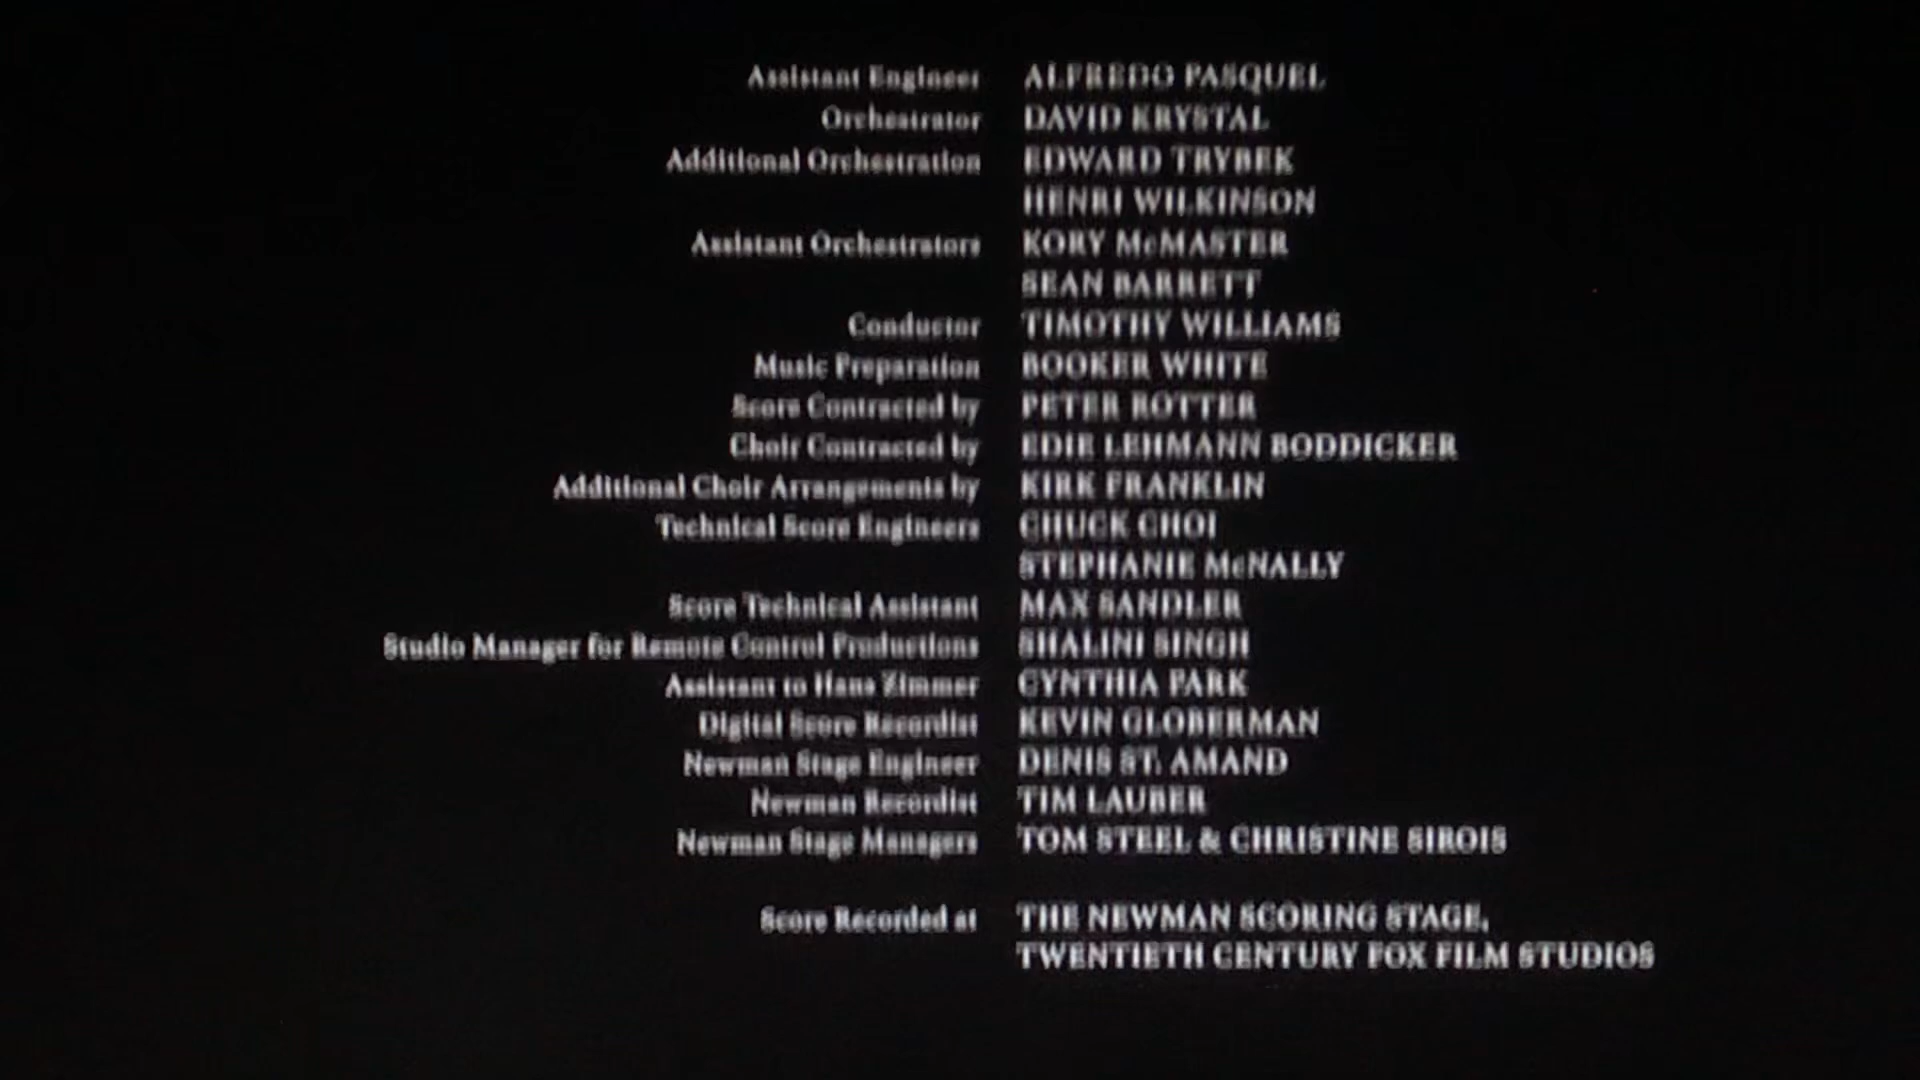 Assistant Engineer ALFREDO PASQUEL
Orchestrator DAVID KRYSTAL
Additional Orchestration EDWARD TRYBEK
HENRI WILKINSON
Assistant Orchestrators KORY McMASTER
SEAN BARRETT
Conductor TIMOTHY WILLIAMS
Music Preparation BOOKER WHITE
Score Contracted by PETER ROTTER
Choir Contracted by EDIE LEHMANN BODDICKER
Additional Choir Arrangements by KIRK FRANKLIN
Technical Score Engineers CHUCK CHOI
STEPHANIE McNALLY
Score Technical Assistant MAX SANDLER
Studio Manager for Remote Control Productions SHALINI SINGH
Assistant to Hans Zimmer CYNTHIA PARK
Digital Score Recordist KEVIN GLOBERMAN
Newman Stage Engineer DENIS ST. AMAND
Newman Recordist TIM LAUBER
Newman Stage Managers TOM STEEL & CHRISTINE SIROIS
Score Recorded at THE NEWMAN SCORING STAGE,
TWENTIETH CENTURY FOX FILM STUDIOS